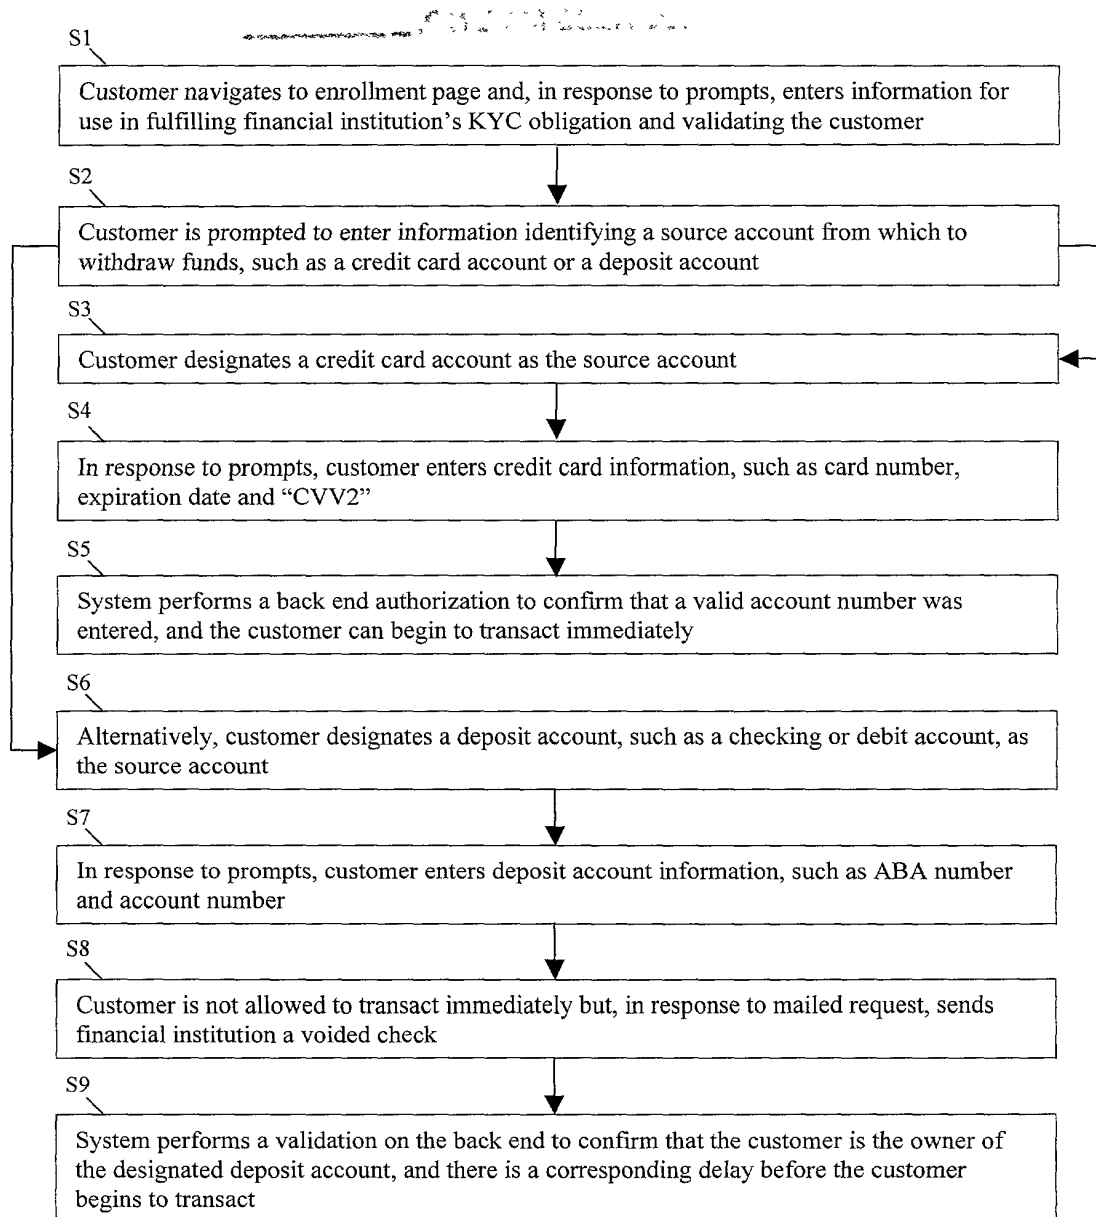 S1
Customer navigates to enrollment page and, in response to prompts, enters information for
use in fulfilling financial institution's KYC obligation and validating the customer
S2
Customer is prompted to enter information identifying a source account from which to
withdraw funds, such as a credit card account or a deposit account
S3
Customer designates a credit card account as the source account
S4
In response to prompts, customer enters credit card information, such as card number,
expiration date and “CVV2”
S5
System performs a back end authorization to confirm that a valid account number was
entered, and the customer can begin to transact immediately
S6
Alternatively, customer designates a deposit account, such as a checking or debit account, as
the source account
S7
In response to prompts, customer enters deposit account information, such as ABA number
and account number
S8
Customer is not allowed to transact immediately but, in response to mailed request, sends
financial institution a voided check
S9
System performs a validation on the back end to confirm that the customer is the owner of
the designated deposit account, and there is a corresponding delay before the customer
begins to transact